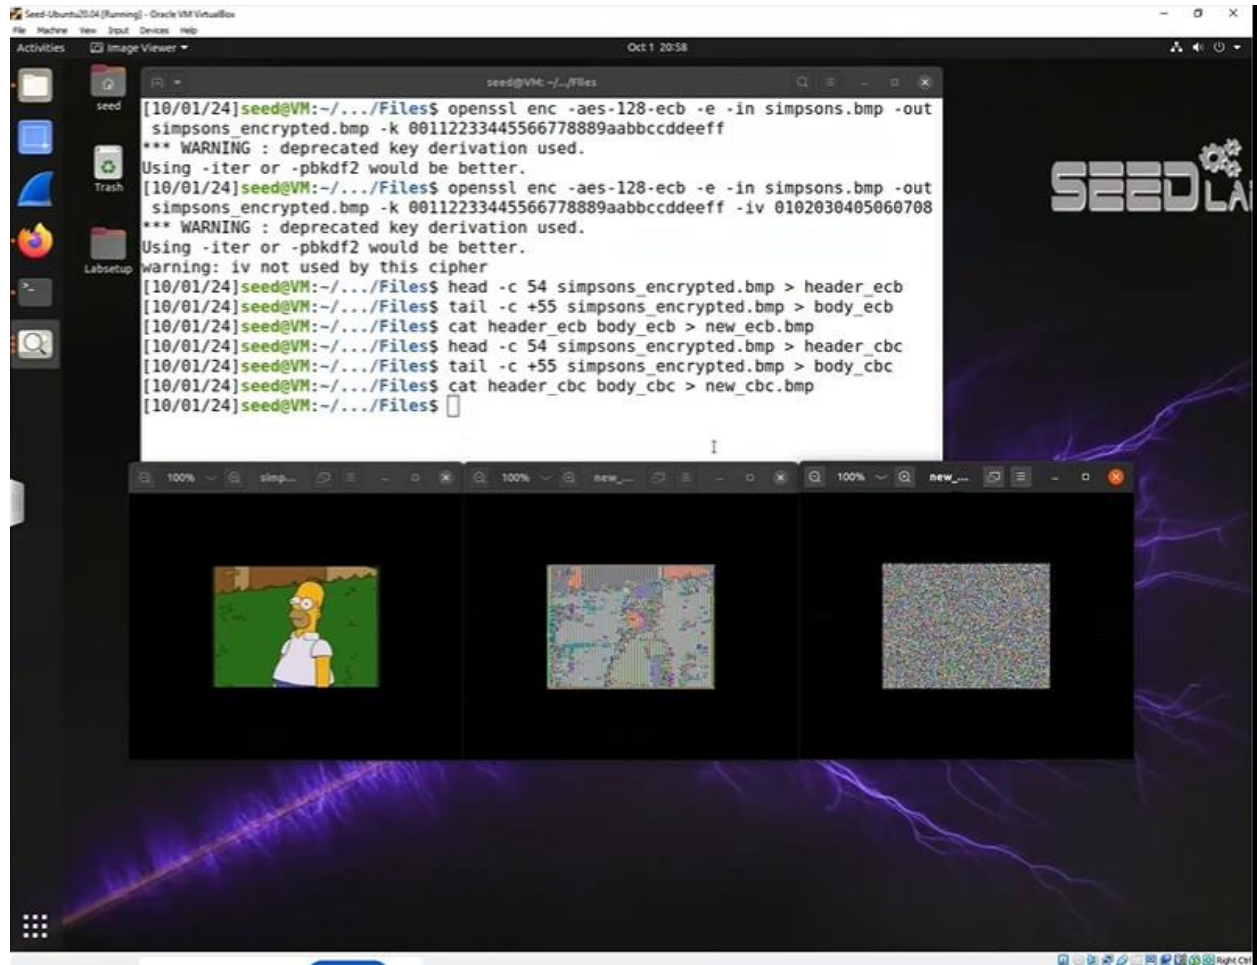 Seed-Ubuntu20.04 [Running] - Oracle VM VirtualBox
File Machine View Input Devices Help
Activities Image Viewer Oct 1 20:58
seed@VM: ~/.../Files
seed
Trash
Labsetup
[10/01/24]seed@VM:~/.../Files$ openssl enc -aes-128-ecb -e -in simpsons.bmp -out
simpsons_encrypted.bmp -k 00112233445566778889aabbccddeeff
*** WARNING : deprecated key derivation used.
Using -iter or -pbkdf2 would be better.
[10/01/24]seed@VM:~/.../Files$ openssl enc -aes-128-ecb -e -in simpsons.bmp -out
simpsons_encrypted.bmp -k 00112233445566778889aabbccddeeff -iv 0102030405060708
*** WARNING : deprecated key derivation used.
Using -iter or -pbkdf2 would be better.
warning: iv not used by this cipher
[10/01/24]seed@VM:~/.../Files$ head -c 54 simpsons_encrypted.bmp > header_ecb
[10/01/24]seed@VM:~/.../Files$ tail -c +55 simpsons_encrypted.bmp > body_ecb
[10/01/24]seed@VM:~/.../Files$ cat header_ecb body_ecb > new_ecb.bmp
[10/01/24]seed@VM:~/.../Files$ head -c 54 simpsons_encrypted.bmp > header_cbc
[10/01/24]seed@VM:~/.../Files$ tail -c +55 simpsons_encrypted.bmp > body_cbc
[10/01/24]seed@VM:~/.../Files$ cat header_cbc body_cbc > new_cbc.bmp
[10/01/24]seed@VM:~/.../Files$
SEED LA
100% simp... 100% new_... 100% new_...
Right Ctrl